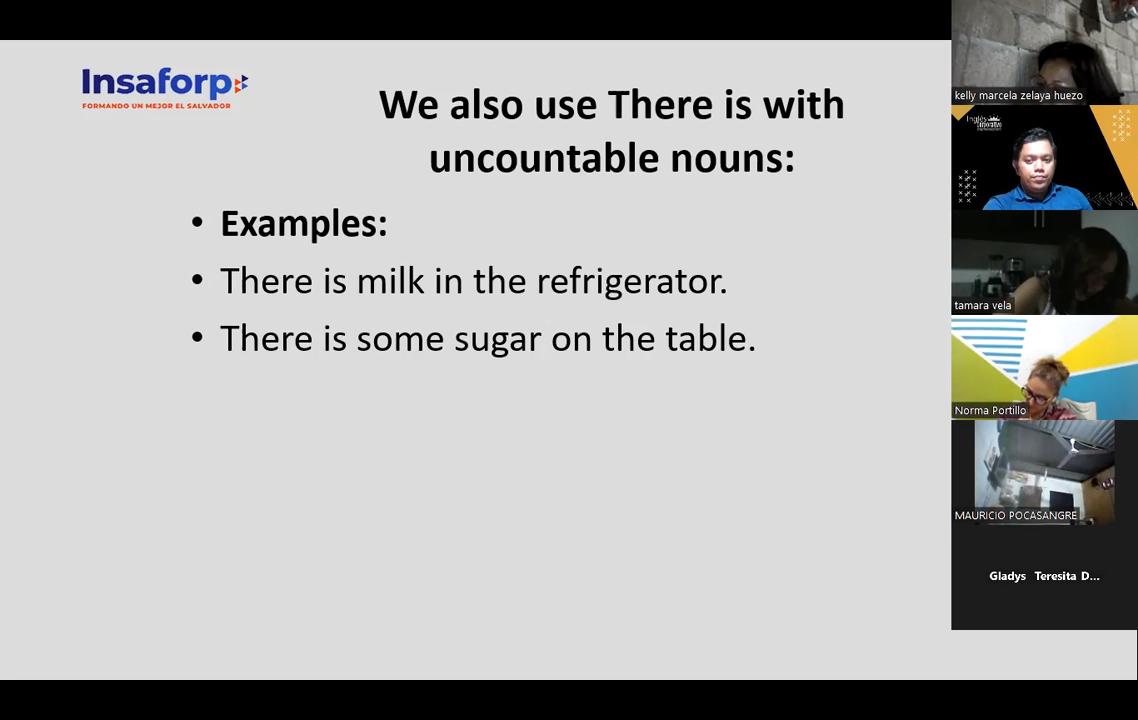 Insaforp
FORMANDO UN MEJOR EL SALVADOR
We also use There is with
uncountable nouns:
• Examples:
• There is milk in the refrigerator.
• There is some sugar on the table.
kelly marcela zelaya huezo
Inglés
tamara vela
Norma Portillo
MAURICIO POCASANGRE
Gladys Teresita D...